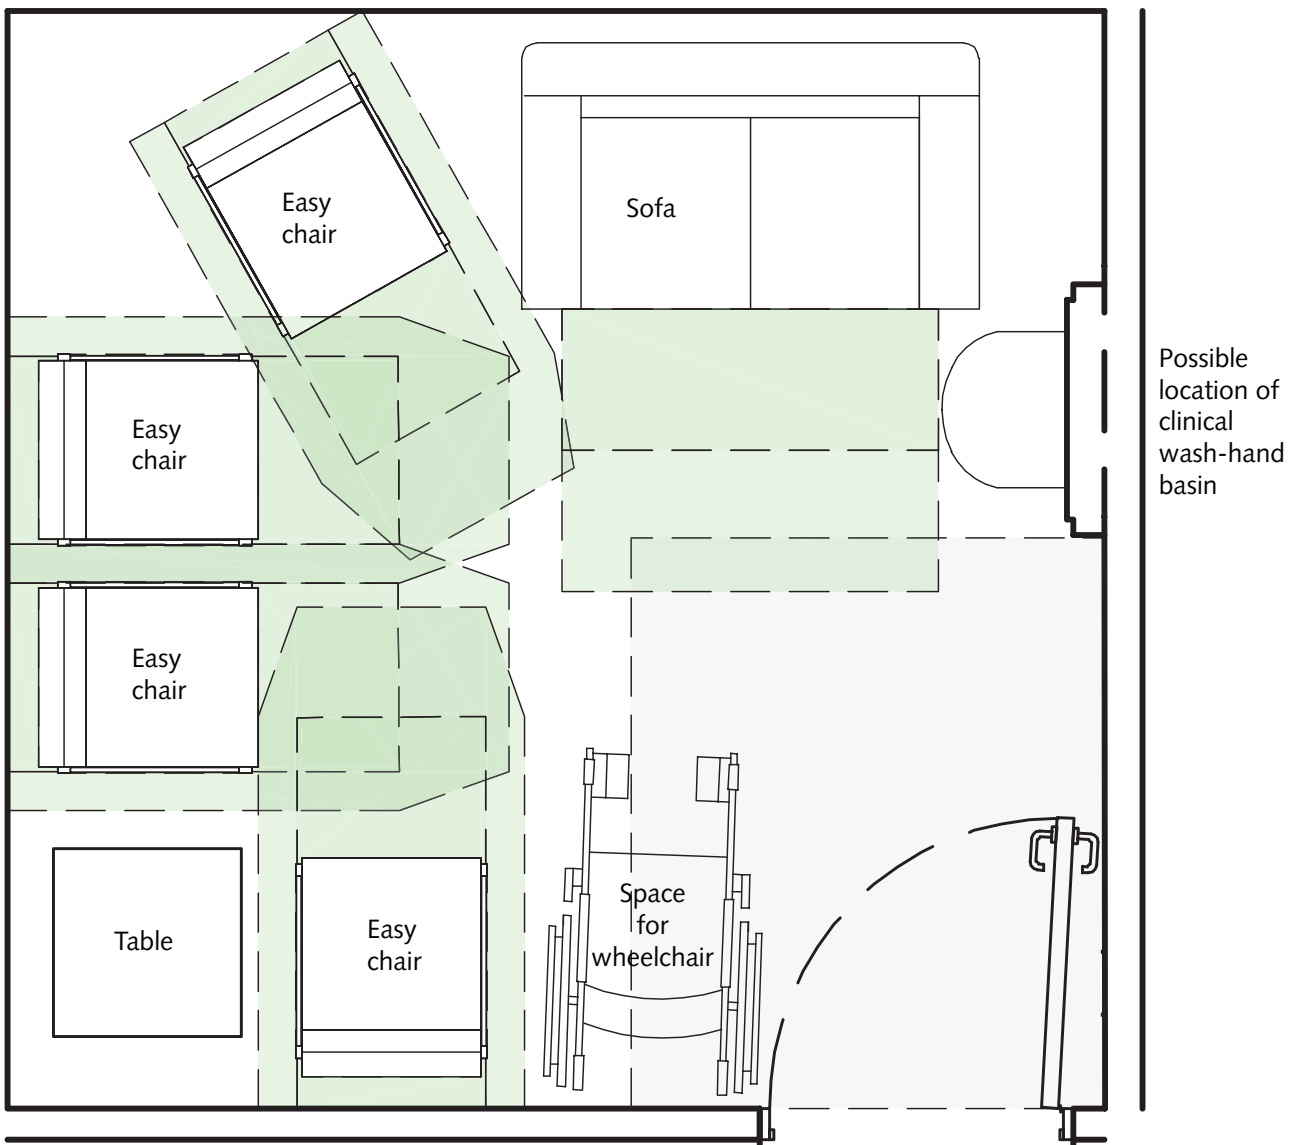 Easy
chair
Sofa
Easy
chair
Possible
location of
clinical
wash-hand
basin
Easy
chair
Table
Easy
chair
Space
for
wheelchair